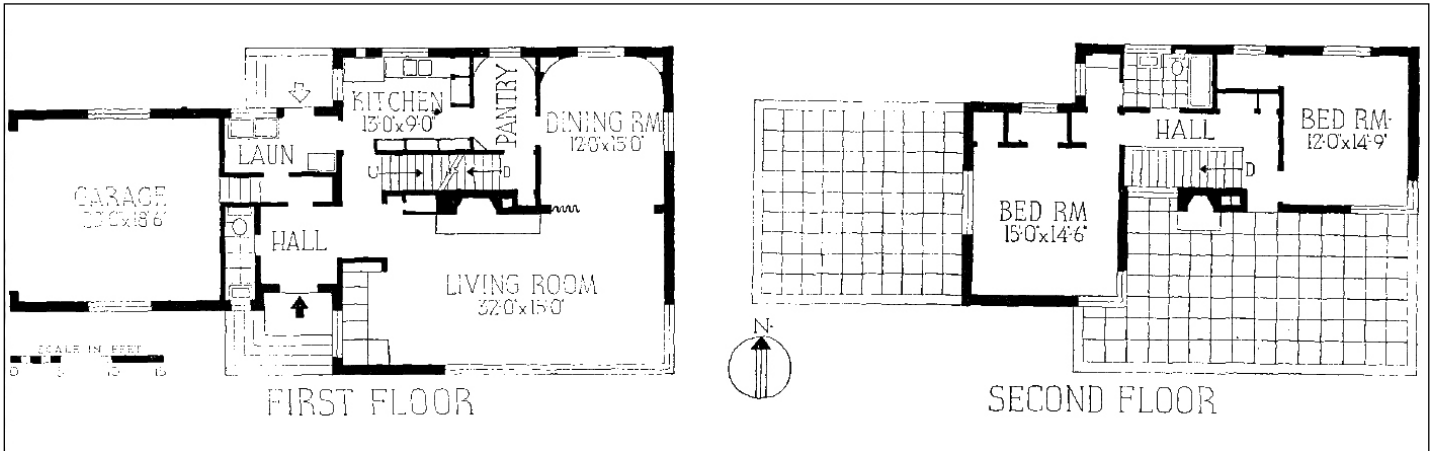 KITCHEN
13'-0"x9'-0"
PANTRY
DINING RM
12'-0"x15'-0"
LAUN
U
D
GARAGE
HALL
LIVING ROOM
32'-0"x15'-0"
SCALE IN FEET
0 5 10 15
FIRST FLOOR
HALL
D
BED RM
12'-0"x14'-9"
BED RM
15'-0"x14'-6"
N
SECOND FLOOR